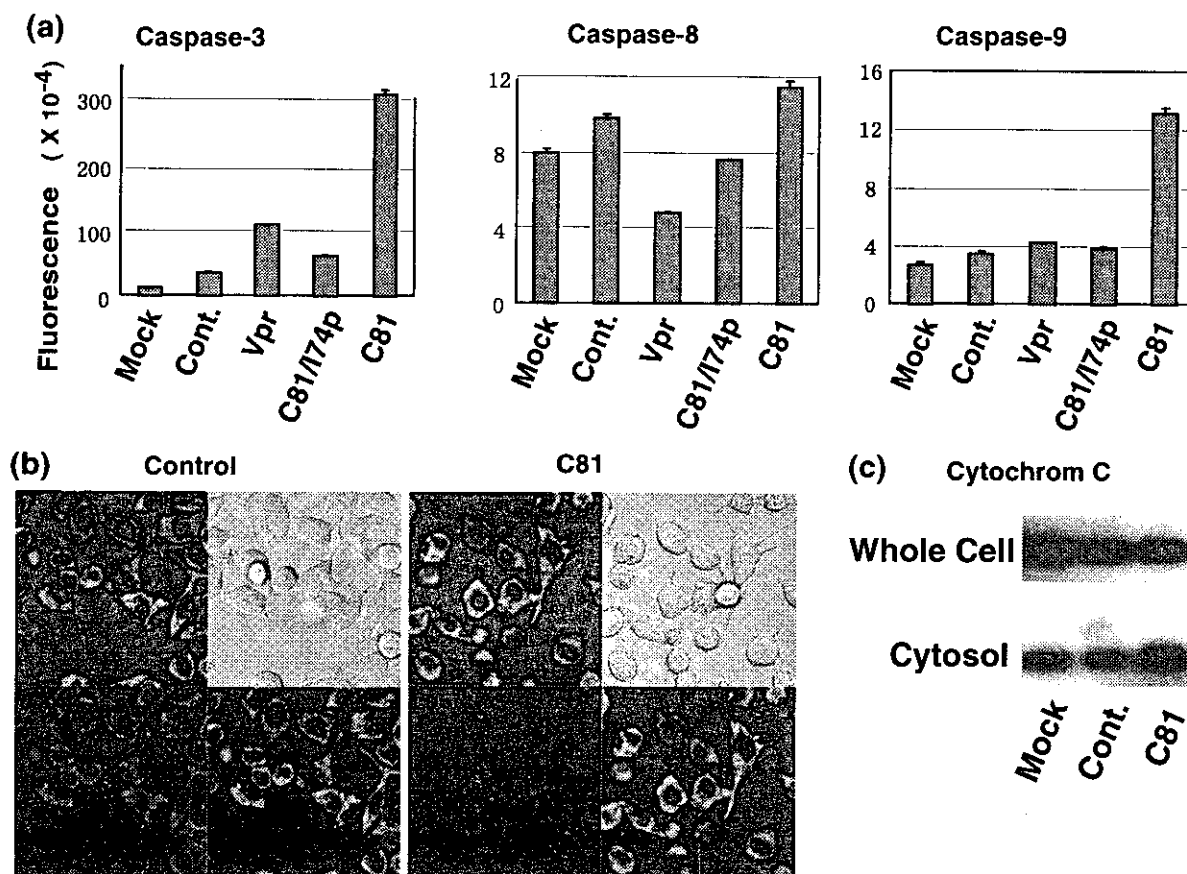 (a)
Caspase-3
Caspase-8
Caspase-9
Fluorescence ( X 10-4)
300
200
100
0
Mock
Cont.
Vpr
C81/I74p
C81
12
8
4
0
Mock
Cont.
Vpr
C81/I74p
C81
16
12
8
4
0
Mock
Cont.
Vpr
C81/I74p
C81
(b)
Control
C81
(c)
Cytochrom C
Whole Cell
Cytosol
Mock
Cont.
C81